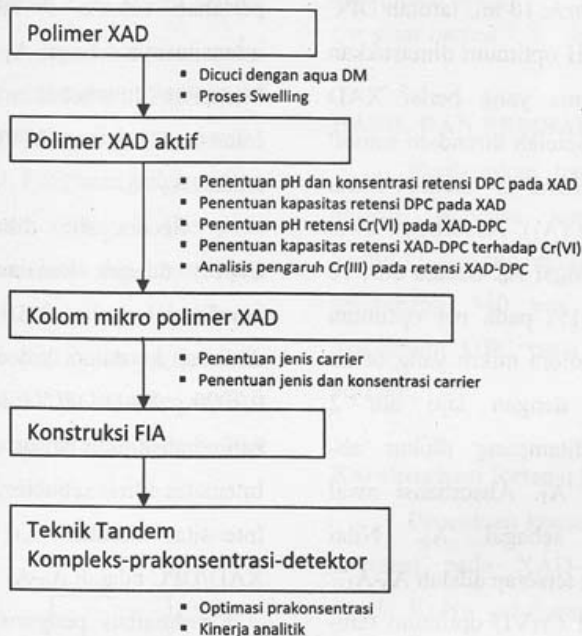 Polimer XAD
Dicuci dengan aqua DM
Proses Swelling
Polimer XAD aktif
Penentuan pH dan konsentrasi retensi DPC pada XAD
Penentuan kapasitas retensi DPC pada XAD
Penentuan pH retensi Cr(VI) pada XAD-DPC
Penentuan kapasitas retensi XAD-DPC terhadap Cr(VI)
Analisis pengaruh Cr(III) pada retensi XAD-DPC
Kolom mikro polimer XAD
Penentuan jenis carrier
Penentuan jenis dan konsentrasi carrier
Konstruksi FIA
Teknik Tandem
Kompleks-prakonsentrasi-detektor
Optimasi prakonsentrasi
Kinerja analitik